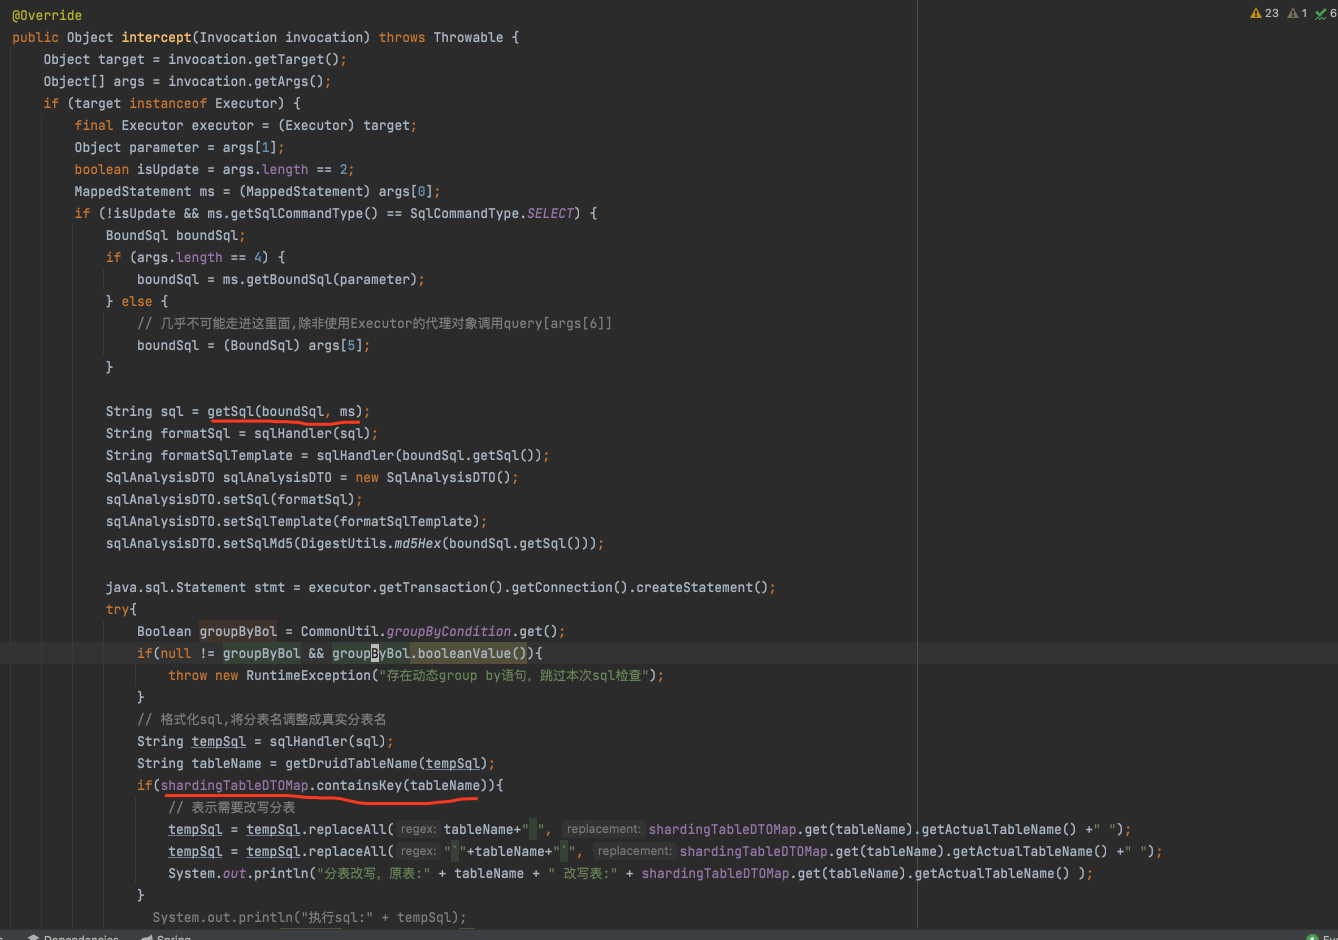 @Override
23 1 6
public Object intercept(Invocation invocation) throws Throwable {
Object target = invocation.getTarget();
Object[] args = invocation.getArgs();
if (target instanceof Executor) {
final Executor executor = (Executor) target;
Object parameter = args[1];
boolean isUpdate = args.length == 2;
MappedStatement ms = (MappedStatement) args[0];
if (!isUpdate && ms.getSqlCommandType() == SqlCommandType.SELECT) {
BoundSql boundSql;
if (args.length == 4) {
boundSql = ms.getBoundSql(parameter);
} else {
// 几乎不可能走进这里面,除非使用Executor的代理对象调用query[args[6]]
boundSql = (BoundSql) args[5];
}
String sql = getSql(boundSql, ms);
String formatSql = sqlHandler(sql);
String formatSqlTemplate = sqlHandler(boundSql.getSql());
SqlAnalysisDTO sqlAnalysisDTO = new SqlAnalysisDTO();
sqlAnalysisDTO.setSql(formatSql);
sqlAnalysisDTO.setSqlTemplate(formatSqlTemplate);
sqlAnalysisDTO.setSqlMd5(DigestUtils.md5Hex(boundSql.getSql()));
java.sql.Statement stmt = executor.getTransaction().getConnection().createStatement();
try{
Boolean groupByBol = CommonUtil.groupByCondition.get();
if(null != groupByBol && groupByBol.booleanValue()){
throw new RuntimeException("存在动态group by语句，跳过本次sql检查");
}
// 格式化sql,将分表名调整成真实分表名
String tempSql = sqlHandler(sql);
String tableName = getDruidTableName(tempSql);
if(shardingTableDTOMap.containsKey(tableName)){
// 表示需要改写分表
tempSql = tempSql.replaceAll( regex: tableName+" ", replacement: shardingTableDTOMap.get(tableName).getActualTableName() +" ");
tempSql = tempSql.replaceAll( regex: "`"+tableName+"`", replacement: shardingTableDTOMap.get(tableName).getActualTableName() +" ");
System.out.println("分表改写，原表:" + tableName + " 改写表:" + shardingTableDTOMap.get(tableName).getActualTableName() );
}
System.out.println("执行sql:" + tempSql);
Dependencies Spring